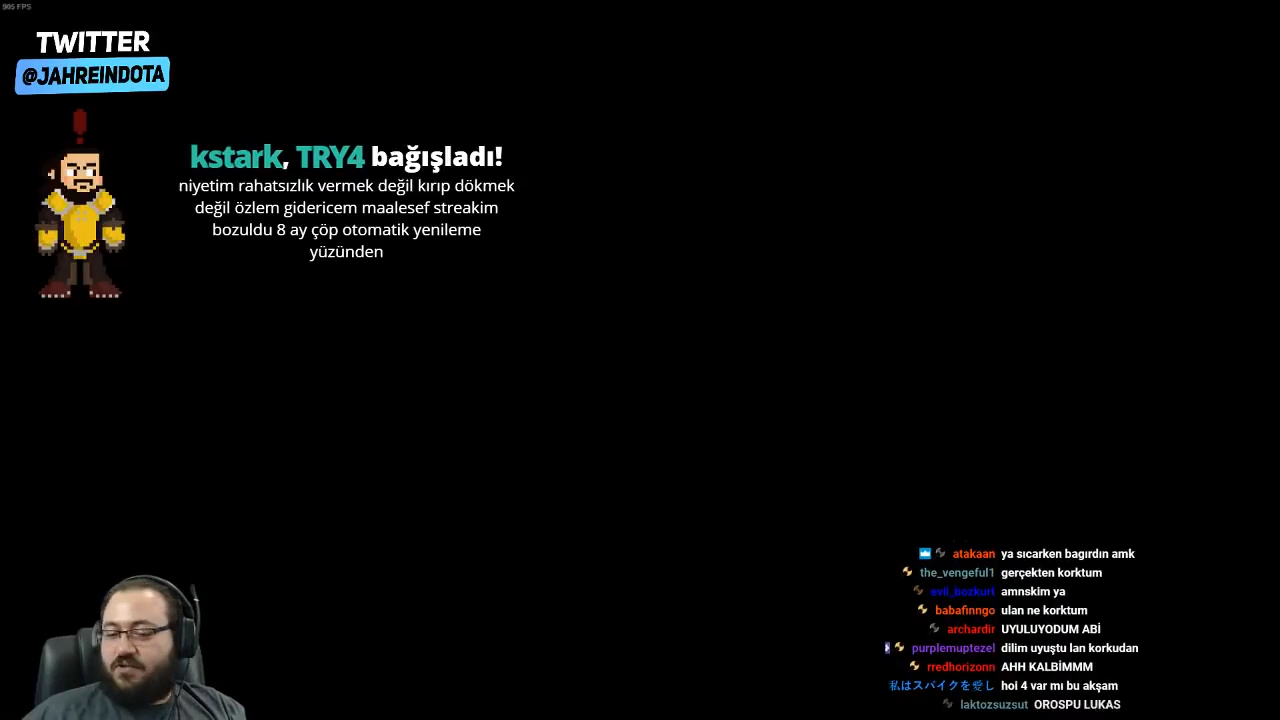 905 FPS
TWITTER
@JAHREINDOTA
kstark, TRY4 bağışladı!
niyetim rahatsızlık vermek değil kırıp dökmek
değil özlem gidericem maalesef streakim
bozuldu 8 ay çöp otomatik yenileme
yüzünden
atakaan ya sıcarken bagırdın amk
the_vengeful1 gerçekten korktum
evil_bozkurt amnskim ya
babafinngo ulan ne korktum
archardir UYULUYODUM ABİ
purplemuptezel dilim uyuştu lan korkudan
rredhorizonn AHH KALBİMMM
私はスパイクを愛し hoi 4 var mı bu akşam
laktozsuzsut OROSPU LUKAS